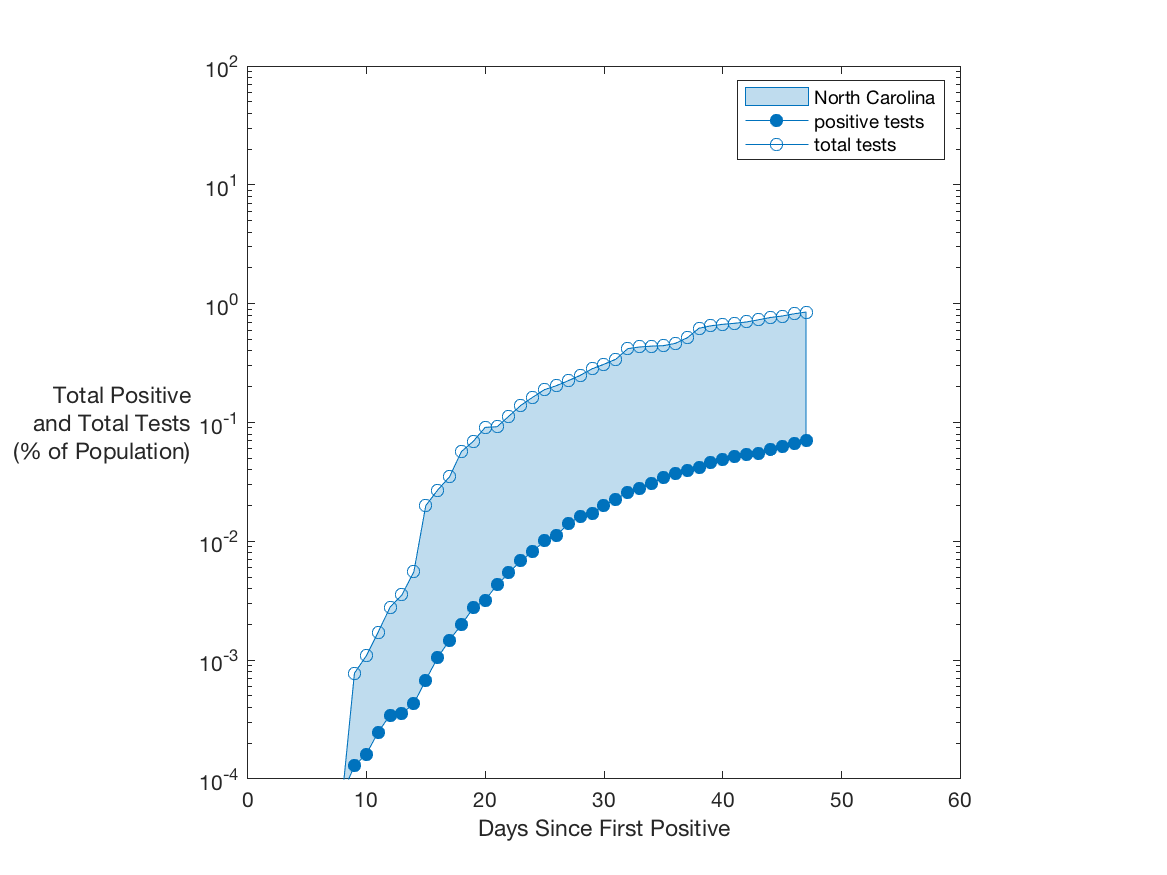 10^2
10^1
10^0
10^-1
10^-2
10^-3
10^-4
Total Positive
and Total Tests
(% of Population)
North Carolina
positive tests
total tests
0 10 20 30 40 50 60
Days Since First Positive